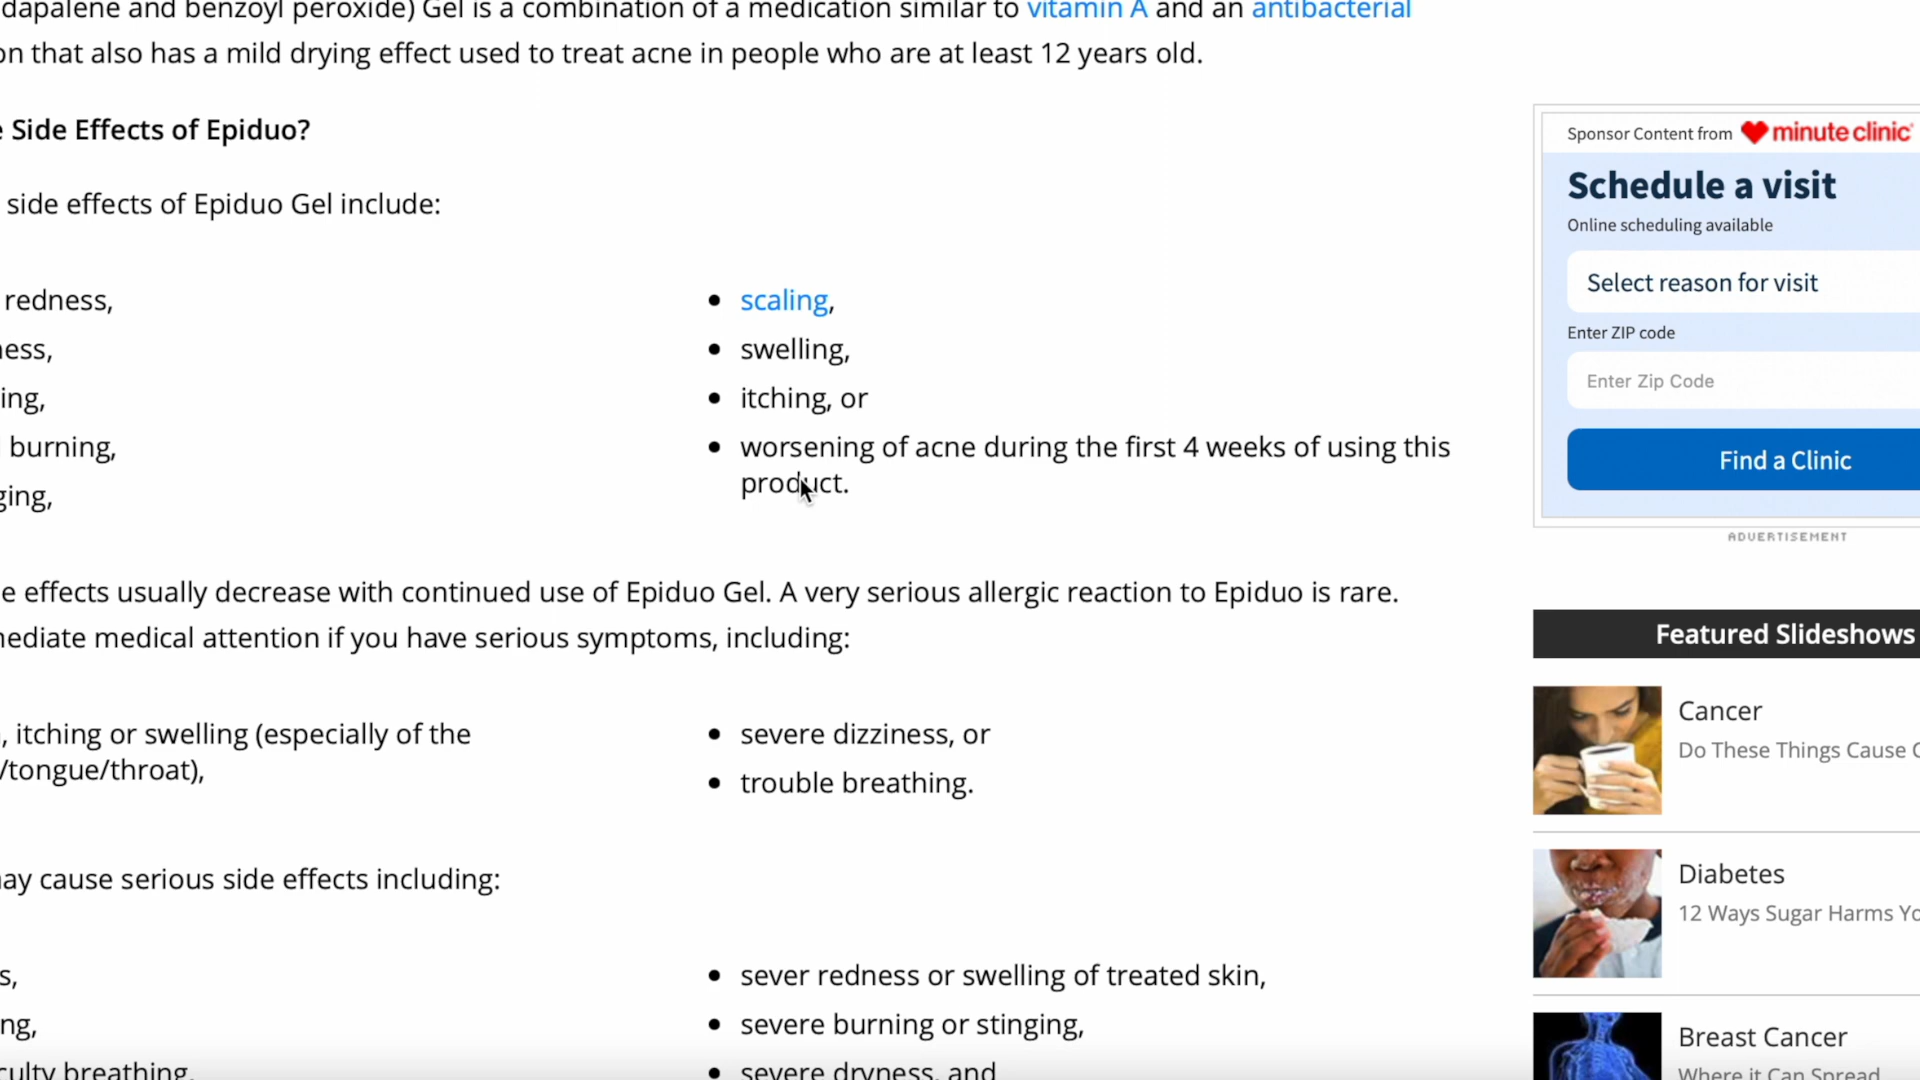 dapalene and benzoyl peroxide) Gel is a combination of a medication similar to vitamin A and an antibacterial
on that also has a mild drying effect used to treat acne in people who are at least 12 years old.
Side Effects of Epiduo?
side effects of Epiduo Gel include:
redness,
ness,
ing,
burning,
ging,
• scaling,
• swelling,
• itching, or
• worsening of acne during the first 4 weeks of using this
product.
e effects usually decrease with continued use of Epiduo Gel. A very serious allergic reaction to Epiduo is rare.
mediate medical attention if you have serious symptoms, including:
, itching or swelling (especially of the
/tongue/throat),
• severe dizziness, or
• trouble breathing.
may cause serious side effects including:
s,
ng,
culty breathing,
• sever redness or swelling of treated skin,
• severe burning or stinging,
• severe dryness, and
Sponsor Content from minute clinic
Schedule a visit
Online scheduling available
Select reason for visit
Enter ZIP code
Enter Zip Code
Find a Clinic
ADVERTISEMENT
Featured Slideshows
Cancer
Do These Things Cause C
Diabetes
12 Ways Sugar Harms Yo
Breast Cancer
Where it Can Spread